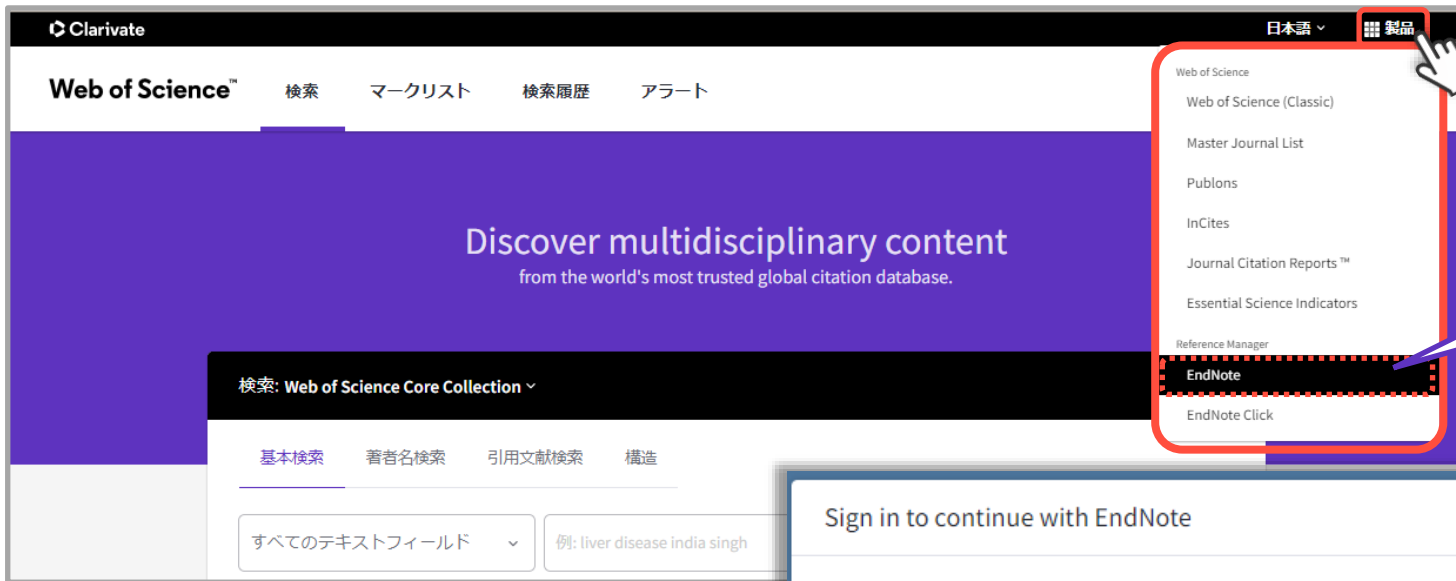 Clarivate
日本語
製品
Web of Science™
検索
マークリスト
検索履歴
アラート
Web of Science
Web of Science (Classic)
Master Journal List
Publons
InCites
Journal Citation Reports ™
Essential Science Indicators
Reference Manager
EndNote
EndNote Click
Discover multidisciplinary content
from the world's most trusted global citation database.
検索: Web of Science Core Collection
基本検索
著者名検索
引用文献検索
構造
すべてのテキストフィールド
例: liver disease india singh
Sign in to continue with EndNote